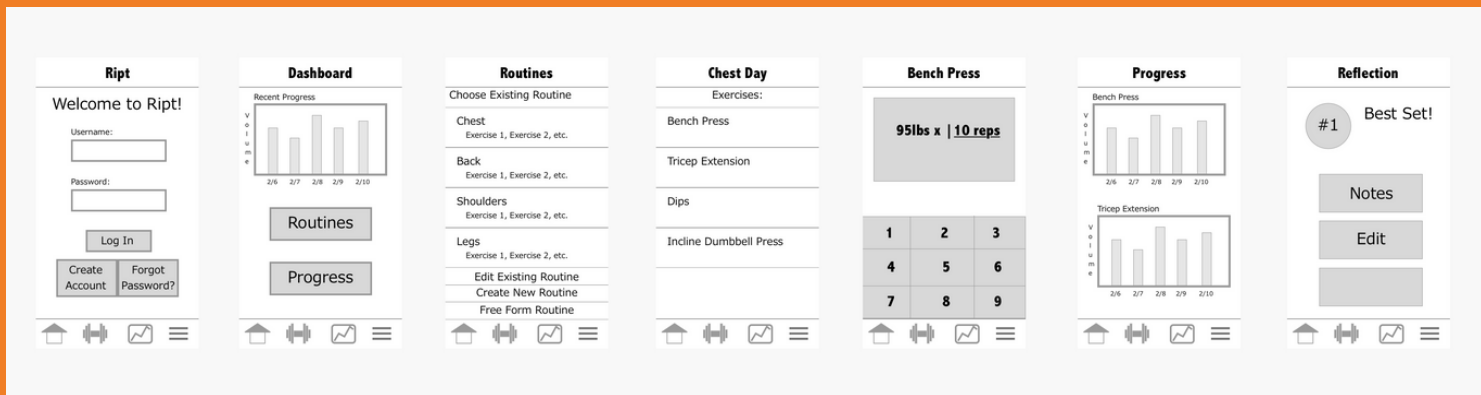 Ript
Welcome to Ript!
Username:
Password:
Log In
Create
Account
Forgot
Password?
Dashboard
Recent Progress
Volume
2/6 2/7 2/8 2/9 2/10
Routines
Progress
Routines
Choose Existing Routine
Chest
Exercise 1, Exercise 2, etc.
Back
Exercise 1, Exercise 2, etc.
Shoulders
Exercise 1, Exercise 2, etc.
Legs
Exercise 1, Exercise 2, etc.
Edit Existing Routine
Create New Routine
Free Form Routine
Chest Day
Exercises:
Bench Press
Tricep Extension
Dips
Incline Dumbbell Press
Bench Press
95lbs x |10 reps
1 2 3
4 5 6
7 8 9
Progress
Bench Press
Volume
2/6 2/7 2/8 2/9 2/10
Tricep Extension
Volume
2/6 2/7 2/8 2/9 2/10
Reflection
#1
Best Set!
Notes
Edit